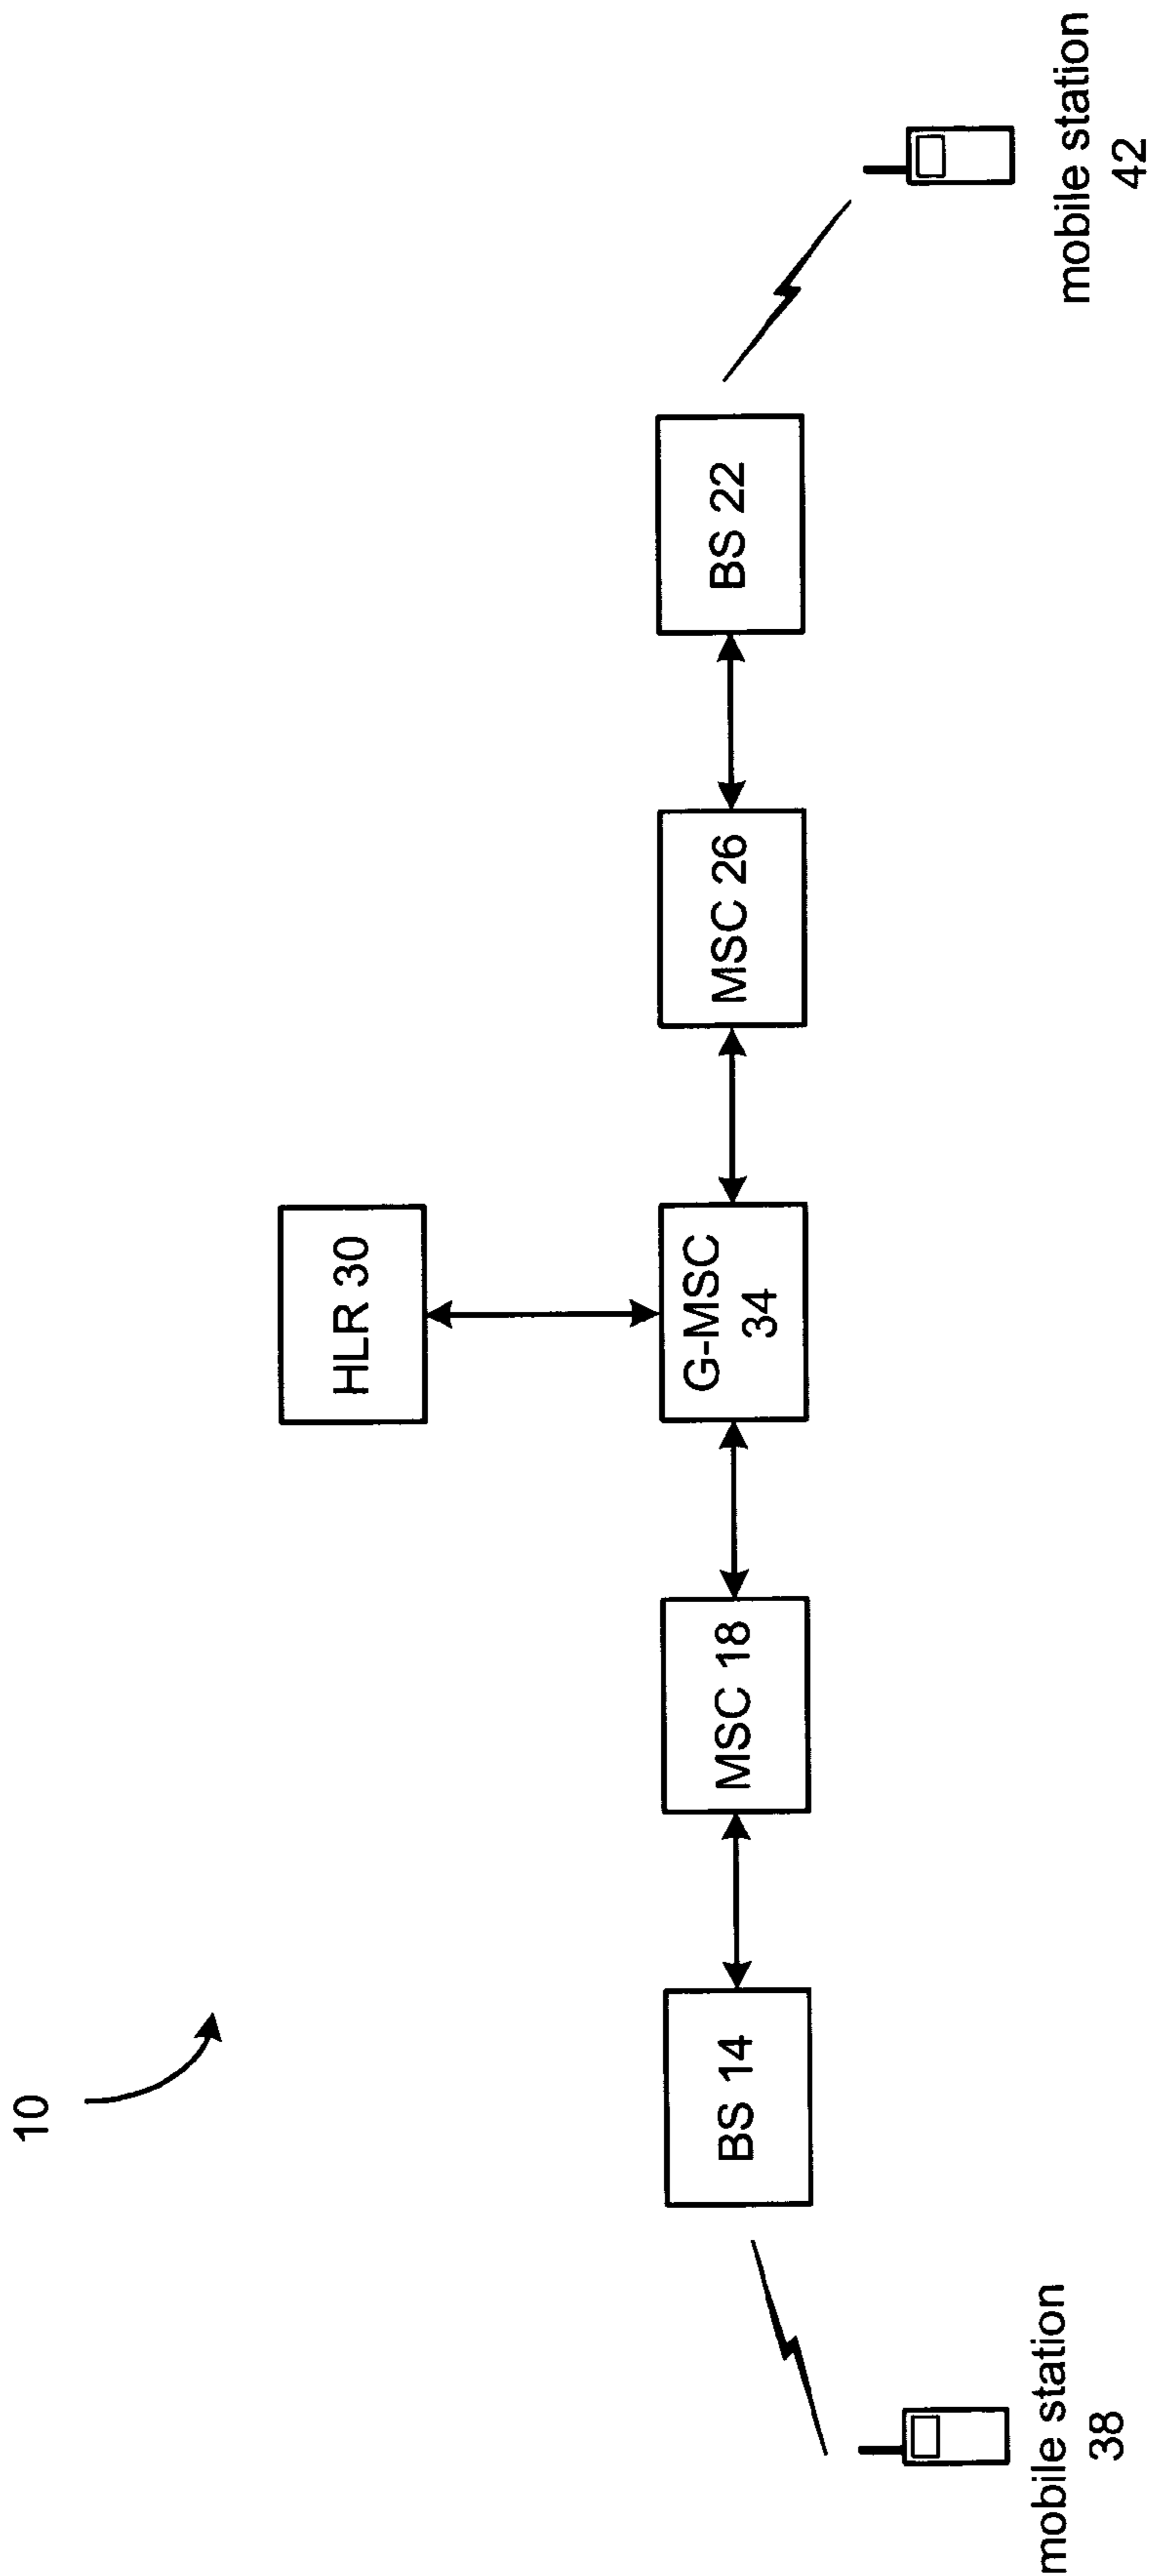 10
HLR 30
BS 14
MSC 18
G-MSC
34
MSC 26
BS 22
mobile station
38
mobile station
42